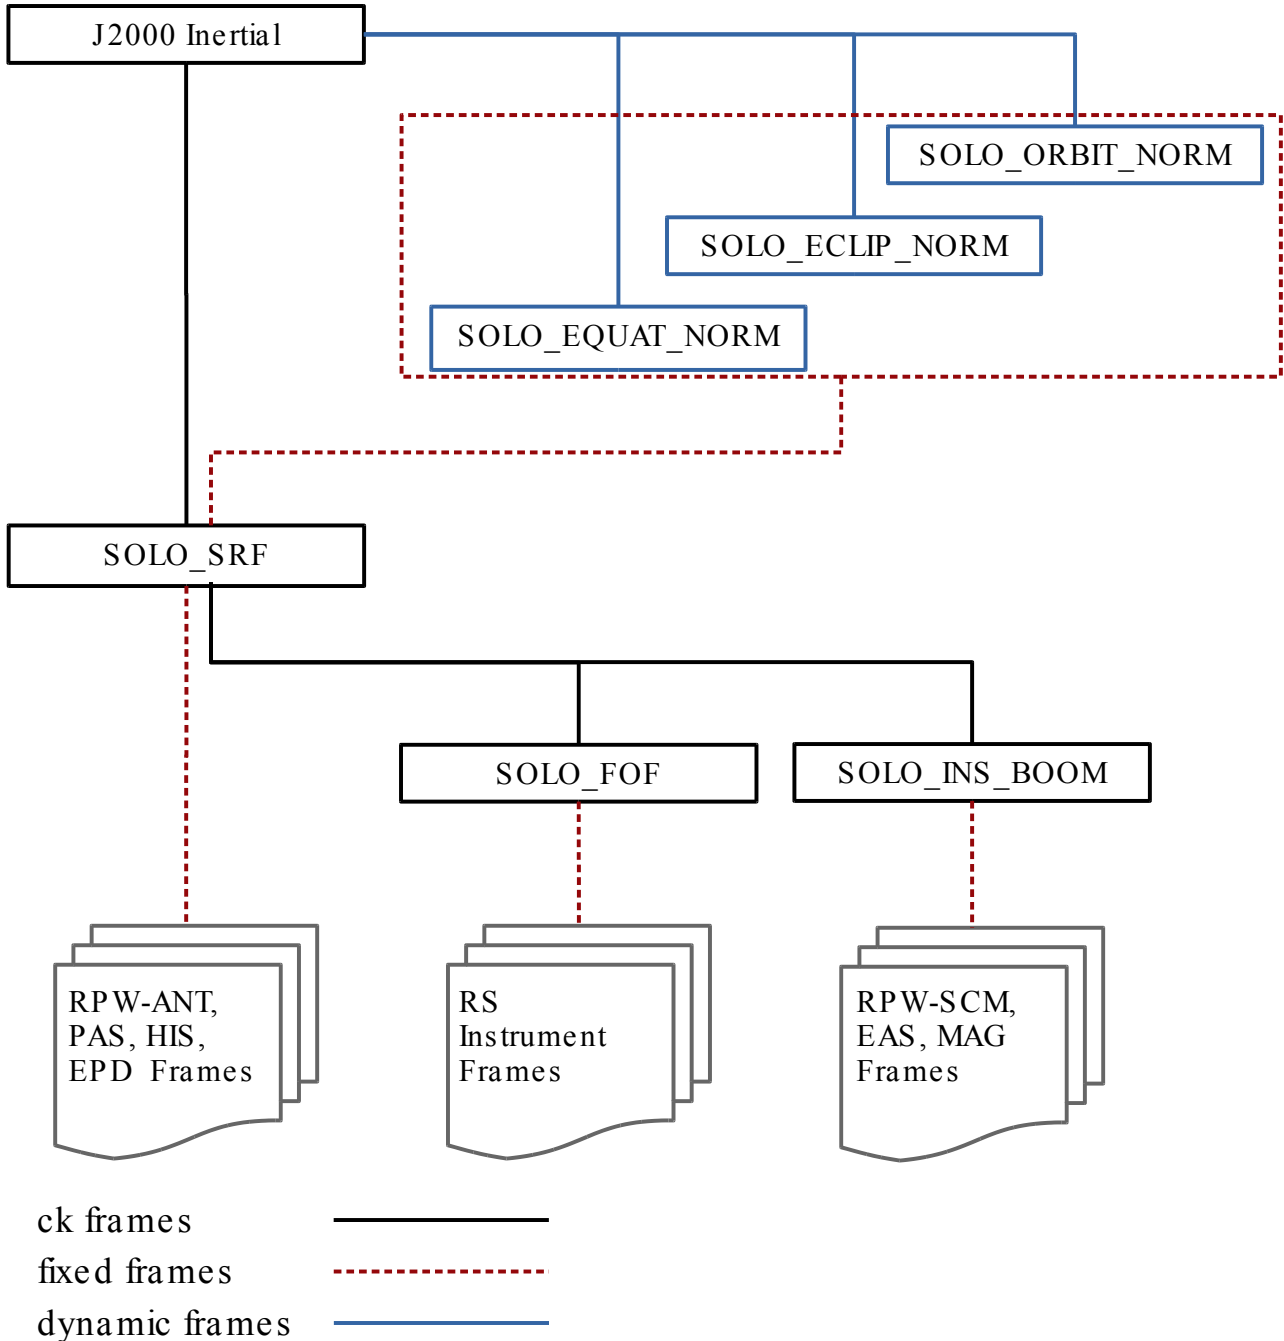 J2000 Inertial
SOLO_ORBIT_NORM
SOLO_ECLIP_NORM
SOLO_EQUAT_NORM
SOLO_SRF
SOLO_FOF
SOLO_INS_BOOM
RPW-ANT,
PAS, HIS,
EPD Frames
RS
Instrument
Frames
RPW-SCM,
EAS, MAG
Frames
ck frames
fixed frames
dynamic frames